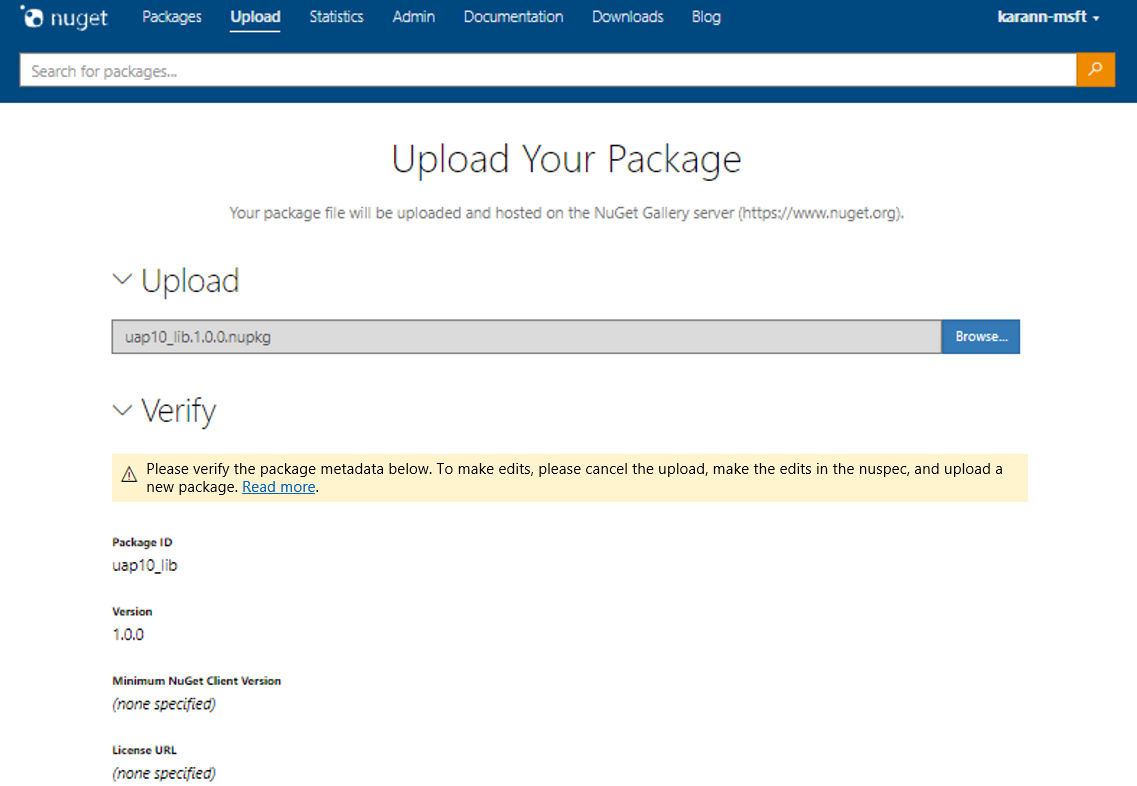 nuget
Packages Upload Statistics Admin Documentation Downloads Blog karann-msft
Search for packages...
Upload Your Package
Your package file will be uploaded and hosted on the NuGet Gallery server (https://www.nuget.org).
Upload
uap10_lib.1.0.0.nupkg Browse...
Verify
Please verify the package metadata below. To make edits, please cancel the upload, make the edits in the nuspec, and upload a
new package. Read more.
Package ID
uap10_lib
Version
1.0.0
Minimum NuGet Client Version
(none specified)
License URL
(none specified)